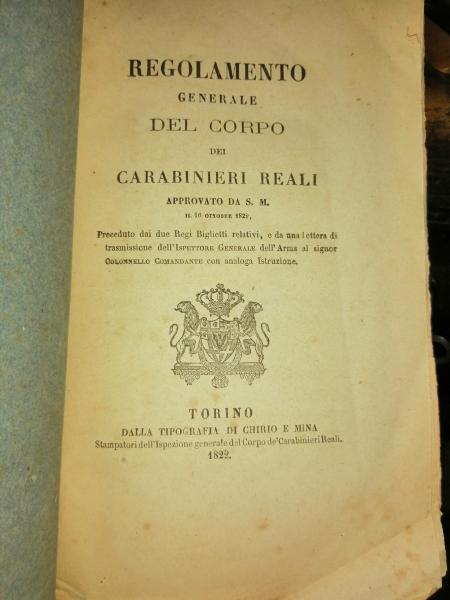 REGOLAMENTO
GENERALE
DEL CORPO
DEI
CARABINIERI REALI
APPROVATO DA S. M.
IL 16 OTTOBRE 1822,
Preceduto dai due Regi Biglietti relativi, e da una lettera di
trasmissione dell'ISPETTORE GENERALE dell'Arma al signor
COLONNELLO COMANDANTE con analoga Istruzione.
TORINO
DALLA TIPOGRAFIA DI CHIRIO E MINA
Stampatori dell'Ispezione generale del Corpo de'Carabinieri Reali.
1822.